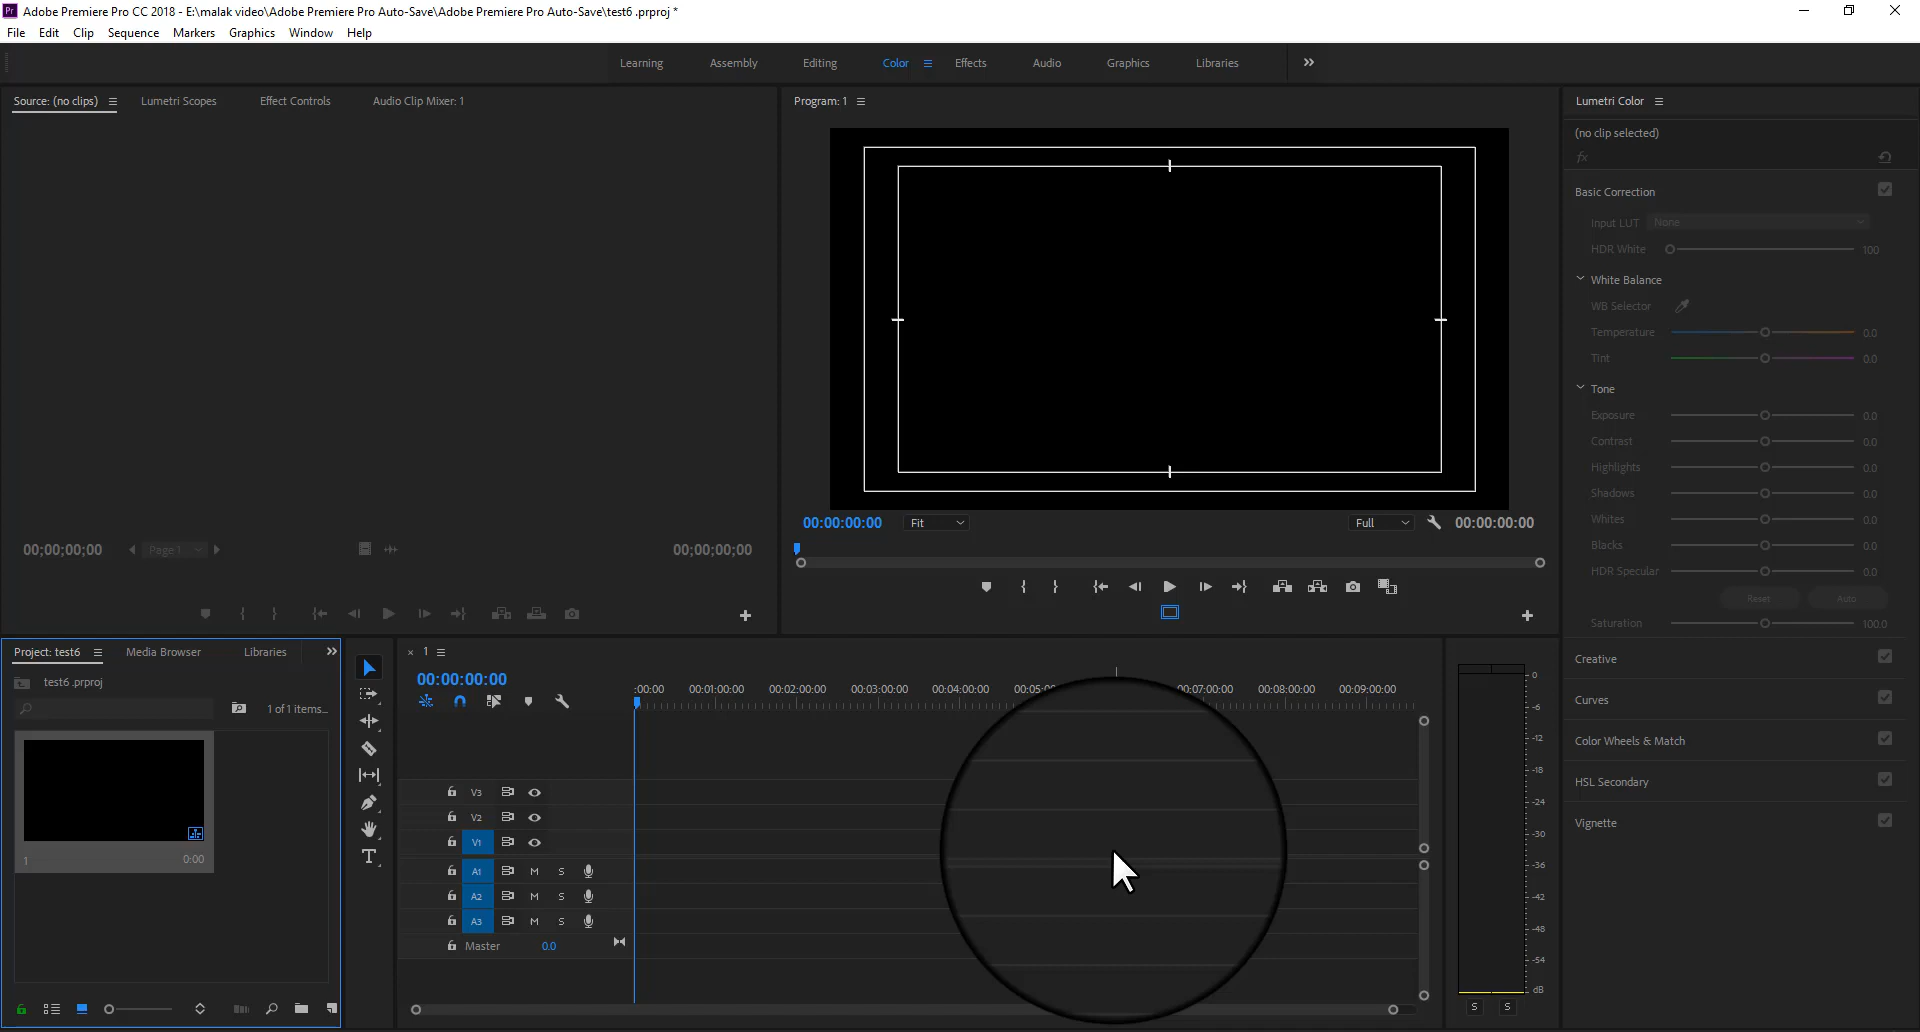 Adobe Premiere Pro CC 2018 - E:\malak video\Adobe Premiere Pro Auto-Save\Adobe Premiere Pro Auto-Save\test6 .prproj *
File Edit Clip Sequence Markers Graphics Window Help
Learning Assembly Editing Color Effects Audio Graphics Libraries
Source: (no clips) Lumetri Scopes Effect Controls Audio Clip Mixer: 1
Program: 1
Lumetri Color
(no clip selected)
fx
Basic Correction
Input LUT None
HDR White 100
White Balance
WB Selector
Temperature 0.0
Tint 0.0
Tone
Exposure 0.0
Contrast 0.0
Highlights 0.0
Shadows 0.0
Whites 0.0
Blacks 0.0
HDR Specular 0.0
Reset Auto
Saturation 100.0
Creative
Curves
Color Wheels & Match
HSL Secondary
Vignette
00:00:00:00 Fit Full 00:00:00:00
00;00;00;00 Page 1 00;00;00;00
Project: test6 Media Browser Libraries
test6 .prproj
1 of 1 items...
1 0:00
T
1
00:00:00:00
:00:00 00:01:00:00 00:02:00:00 00:03:00:00 00:04:00:00 00:05: 00:07:00:00 00:08:00:00 00:09:00:00
V3
V2
V1
A1 M S
A2 M S
A3 M S
Master 0.0
0
-6
-12
-18
-24
-30
-36
-42
-48
-54
dB
S S